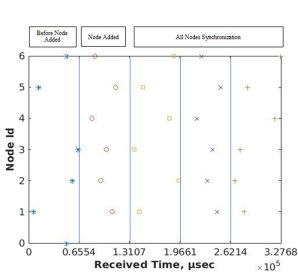 Before Node Added
Node Added
All Nodes Synchronization
6
5
4
3
2
1
0
Node Id
0
0.6554
1.3107
1.9661
2.6214
3.2768
Received Time, μsec
×10^5